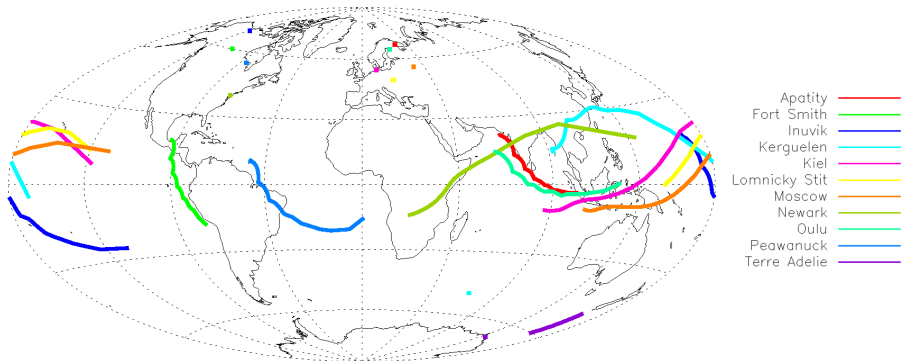 Apatity
Fort Smith
Inuvik
Kerguelen
Kiel
Lomnicky Stit
Moscow
Newark
Oulu
Peawanuck
Terre Adelie